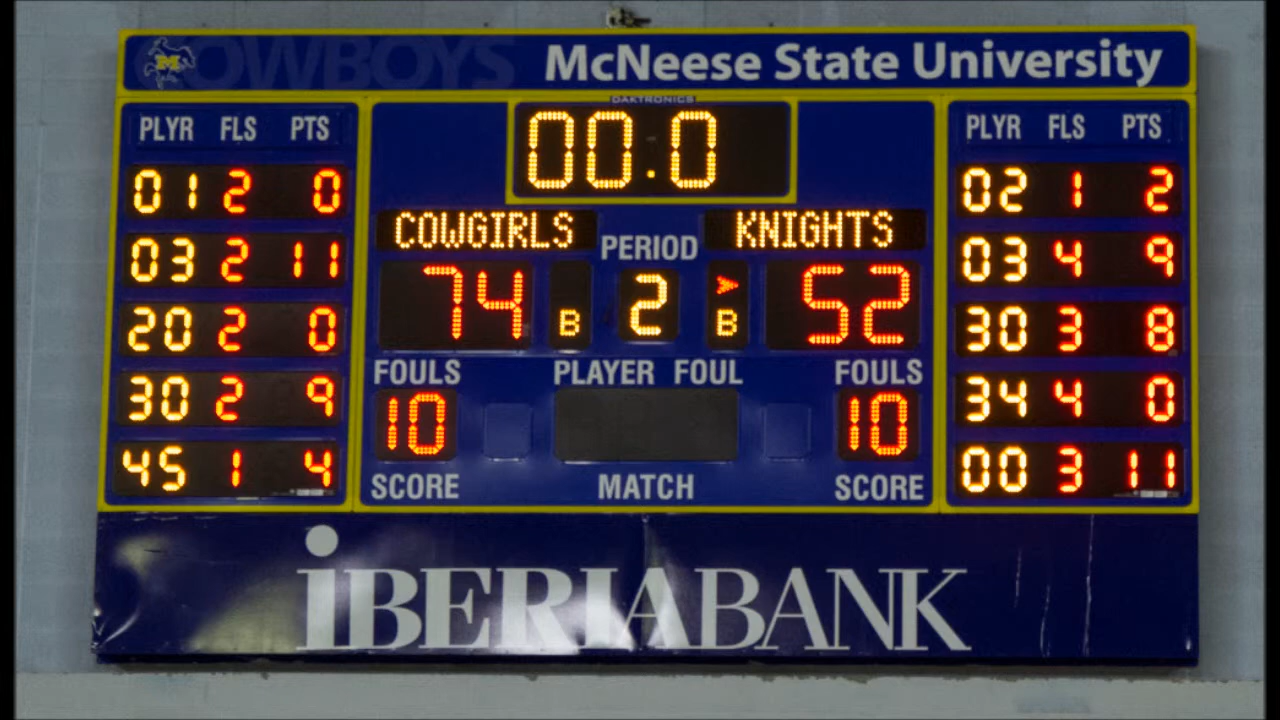 M COWBOYS McNeese State University
DAKTRONICS
PLYR FLS PTS
01 2 0
03 2 11
20 2 0
30 2 9
45 1 4
00.0
COWGIRLS PERIOD KNIGHTS
74 B 2 B 52
FOULS PLAYER FOUL FOULS
10 10
SCORE MATCH SCORE
PLYR FLS PTS
02 1 2
03 4 9
30 3 8
34 4 0
00 3 11
iBERIABANK